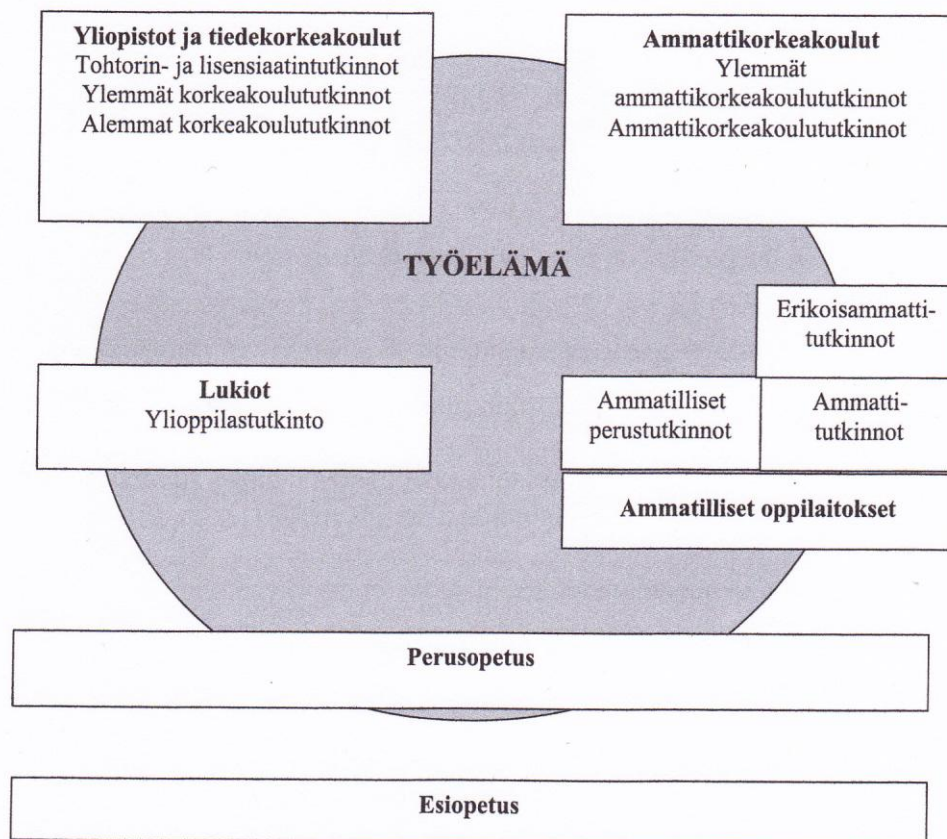 Yliopistot ja tiedekorkeakoulut
Tohtorin- ja lisensiaatintutkinnot
Ylemmät korkeakoulututkinnot
Alemmat korkeakoulututkinnot
Ammattikorkeakoulut
Ylemmät
ammattikorkeakoulututkinnot
Ammattikorkeakoulututkinnot
TYÖELÄMÄ
Erikoisammatti-
tutkinnot
Lukiot
Ylioppilastutkinto
Ammatilliset
perustutkinnot
Ammatti-
tutkinnot
Ammatilliset oppilaitokset
Perusopetus
Esiopetus